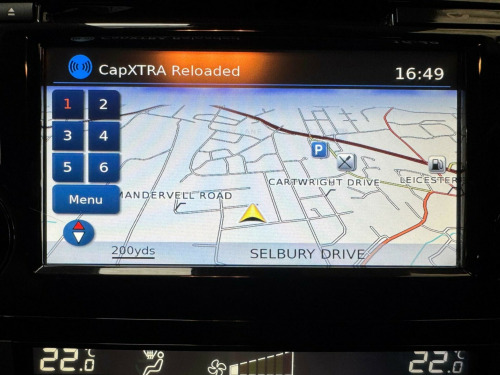 CapXTRA Reloaded
16:49
1 2
3 4
5 6
Menu
P
MANDERVELL ROAD
CARTWRIGHT DRIVE
LEICESTER
200yds
SELBURY DRIVE
22.0°C
22.0°C